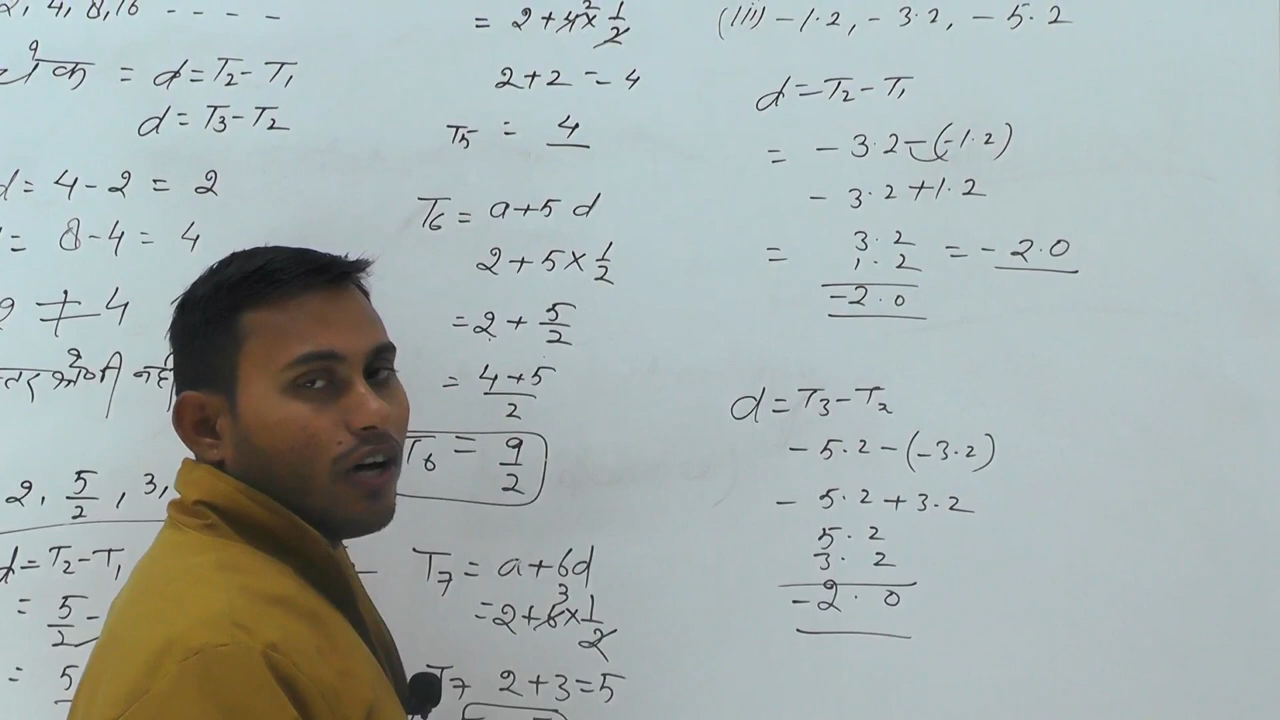 2, 4, 8, 16 - - - -
= d = T2 - T1
d = T3 - T2
d = 4 - 2 = 2
= 8 - 4 = 4
2 ≠ 4
श्रेणी नही
2, 5/2, 3,
d = T2 - T1
= 5/2 -
= 5
= 2 + 4² × 1/2
2 + 2 = 4
T5 = 4
T6 = a + 5 d
2 + 5 × 1/2
= 2 + 5/2
= 4 + 5 / 2
T6 = 9/2
T7 = a + 6d
= 2 + 6³ × 1/2
T7 2 + 3 = 5
(iii) - 1.2, - 3.2, - 5.2
d = T2 - T1
= - 3.2 - (-1.2)
- 3.2 + 1.2
= 3.2 = - 2.0
1.2
-2.0
d = T3 - T2
- 5.2 - (-3.2)
- 5.2 + 3.2
5.2
3.2
-2.0